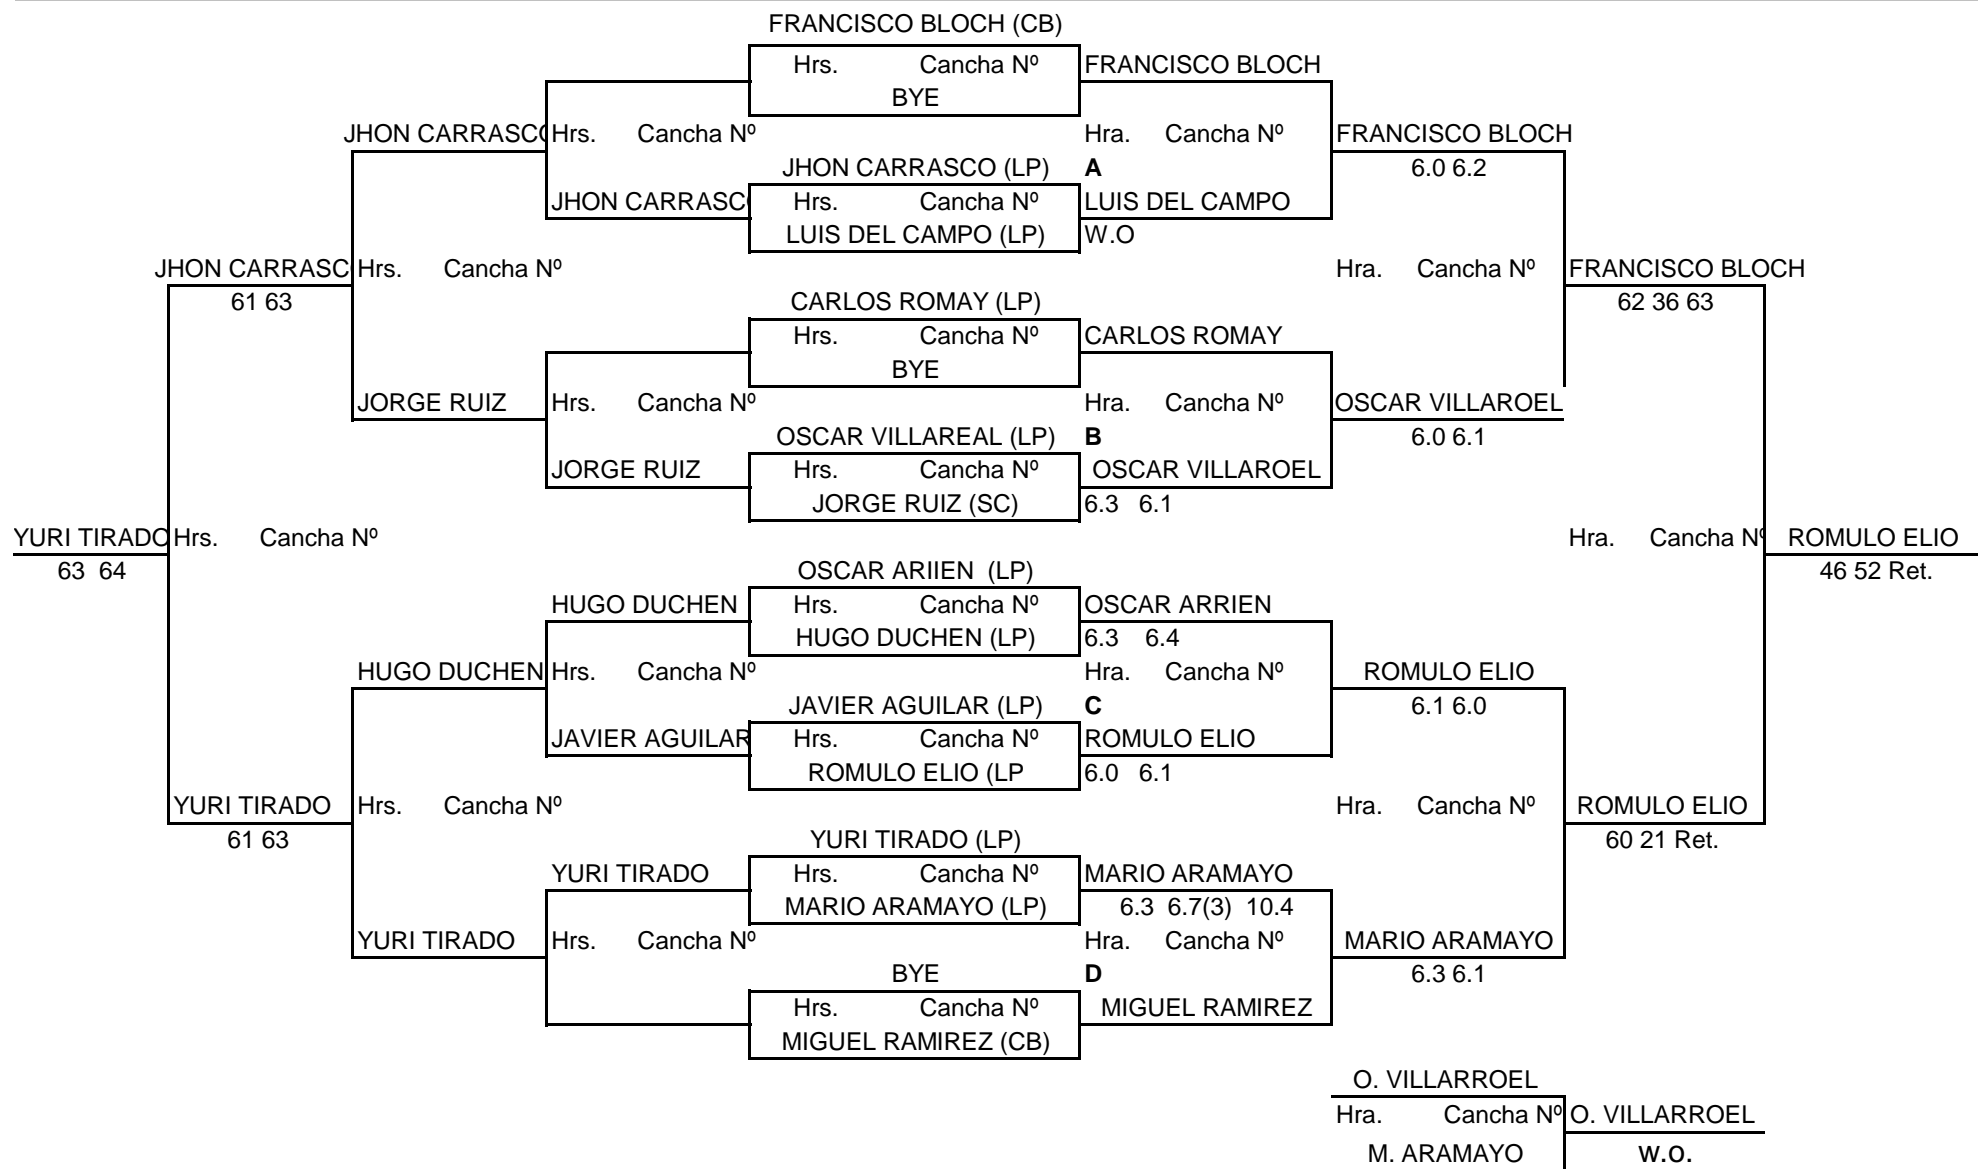 FRANCISCO BLOCH (CB)
Hrs. Cancha Nº FRANCISCO BLOCH
BYE
JHON CARRASCO Hrs. Cancha Nº Hra. Cancha Nº FRANCISCO BLOCH
JHON CARRASCO (LP) A 6.0 6.2
JHON CARRASCO Hrs. Cancha Nº LUIS DEL CAMPO
LUIS DEL CAMPO (LP) W.O
JHON CARRASC Hrs. Cancha Nº Hra. Cancha Nº FRANCISCO BLOCH
61 63 CARLOS ROMAY (LP) 62 36 63
Hrs. Cancha Nº CARLOS ROMAY
BYE
JORGE RUIZ Hrs. Cancha Nº Hra. Cancha Nº OSCAR VILLAROEL
OSCAR VILLAREAL (LP) B 6.0 6.1
JORGE RUIZ Hrs. Cancha Nº OSCAR VILLAROEL
JORGE RUIZ (SC) 6.3 6.1
YURI TIRADO Hrs. Cancha Nº Hra. Cancha Nº ROMULO ELIO
63 64 OSCAR ARIIEN (LP) 46 52 Ret.
HUGO DUCHEN Hrs. Cancha Nº OSCAR ARRIEN
HUGO DUCHEN (LP) 6.3 6.4
HUGO DUCHEN Hrs. Cancha Nº Hra. Cancha Nº ROMULO ELIO
JAVIER AGUILAR (LP) C 6.1 6.0
JAVIER AGUILAR Hrs. Cancha Nº ROMULO ELIO
ROMULO ELIO (LP 6.0 6.1
YURI TIRADO Hrs. Cancha Nº Hra. Cancha Nº ROMULO ELIO
61 63 YURI TIRADO (LP) 60 21 Ret.
YURI TIRADO Hrs. Cancha Nº MARIO ARAMAYO
MARIO ARAMAYO (LP) 6.3 6.7(3) 10.4
YURI TIRADO Hrs. Cancha Nº Hra. Cancha Nº MARIO ARAMAYO
BYE D 6.3 6.1
Hrs. Cancha Nº MIGUEL RAMIREZ
MIGUEL RAMIREZ (CB)
O. VILLARROEL
Hra. Cancha Nº O. VILLARROEL
M. ARAMAYO W.O.